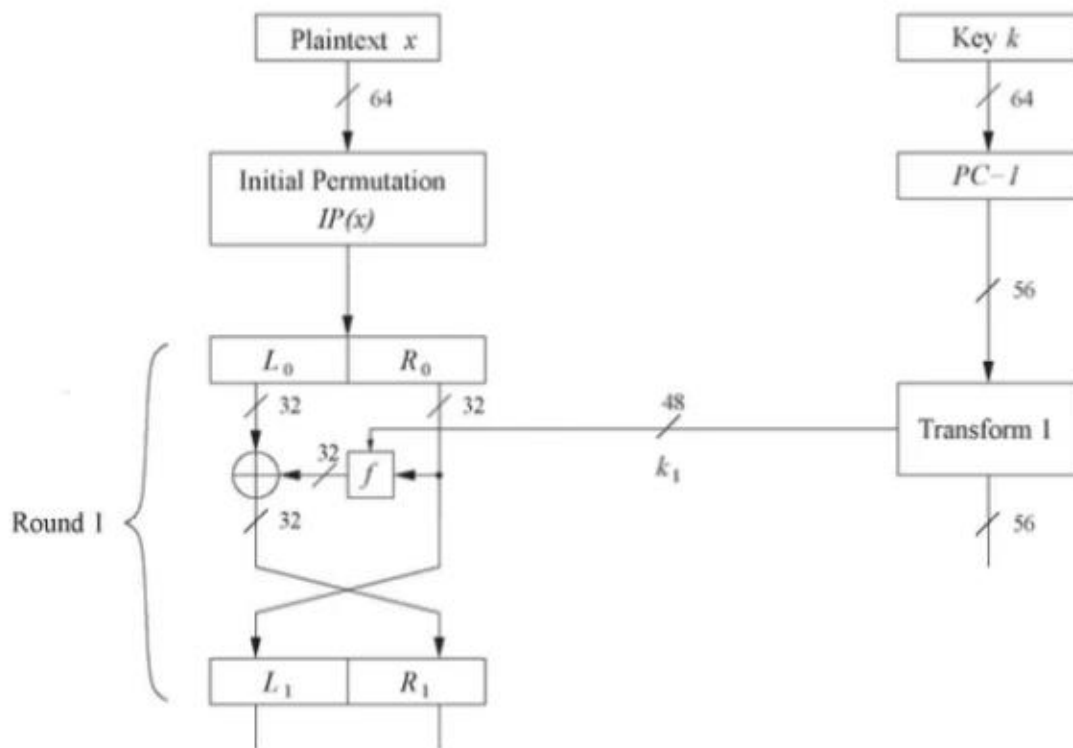 Plaintext x
Key k
64
64
Initial Permutation
IP(x)
PC-1
56
L0
R0
32
32
48
Transform 1
32
f
k1
32
56
Round 1
L1
R1